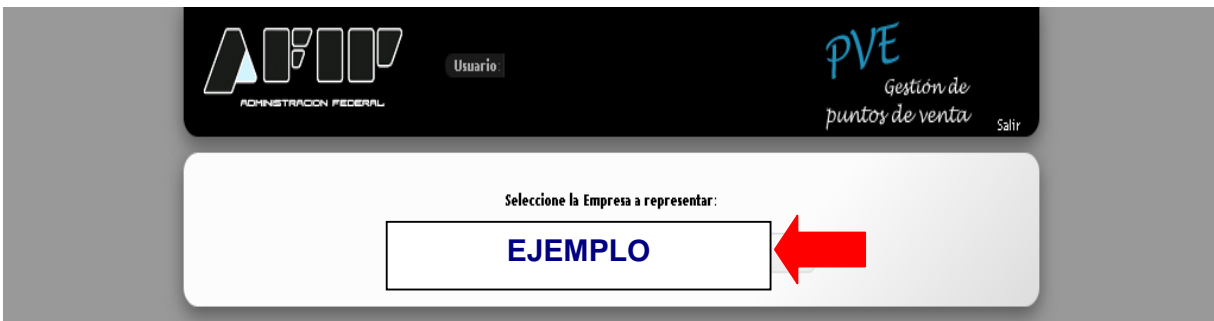 AFIP
ADMINISTRACION FEDERAL
Usuario:
PVE
Gestión de
puntos de venta
Salir
Seleccione la Empresa a representar:
EJEMPLO